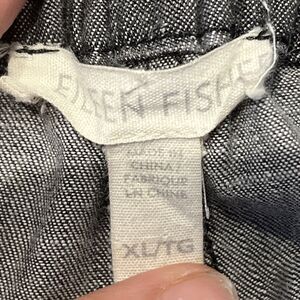 EILEEN FISHER
MADE IN
CHINA/
FABRIQUÉ
EN CHINE
XL/TG